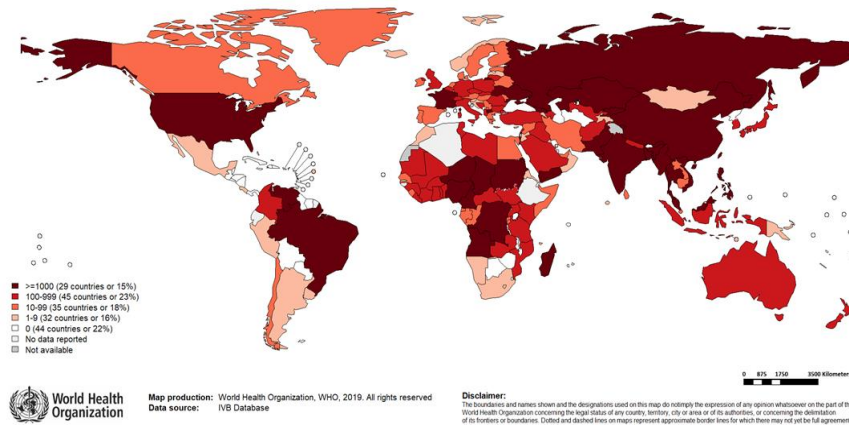 >=1000 (29 countries or 15%)
100-999 (45 countries or 23%)
10-99 (35 countries or 18%)
1-9 (32 countries or 16%)
0 (44 countries or 22%)
No data reported
Not available
0 875 1750 3500 Kilometer
World Health
Organization
Map production: World Health Organization, WHO, 2019. All rights reserved
Data source: IVB Database
Disclaimer:
The boundaries and names shown and the designations used on this map do notimply the expression of any opinion whatsoever on the part of th
World Health Organization concerning the legal status of any country, territory, city or area or of its authorities, or concerning the delimitation
of its frontiers or boundaries. Dotted and dashed lines on maps represent approximate border lines for which there may not yet be full agreemen